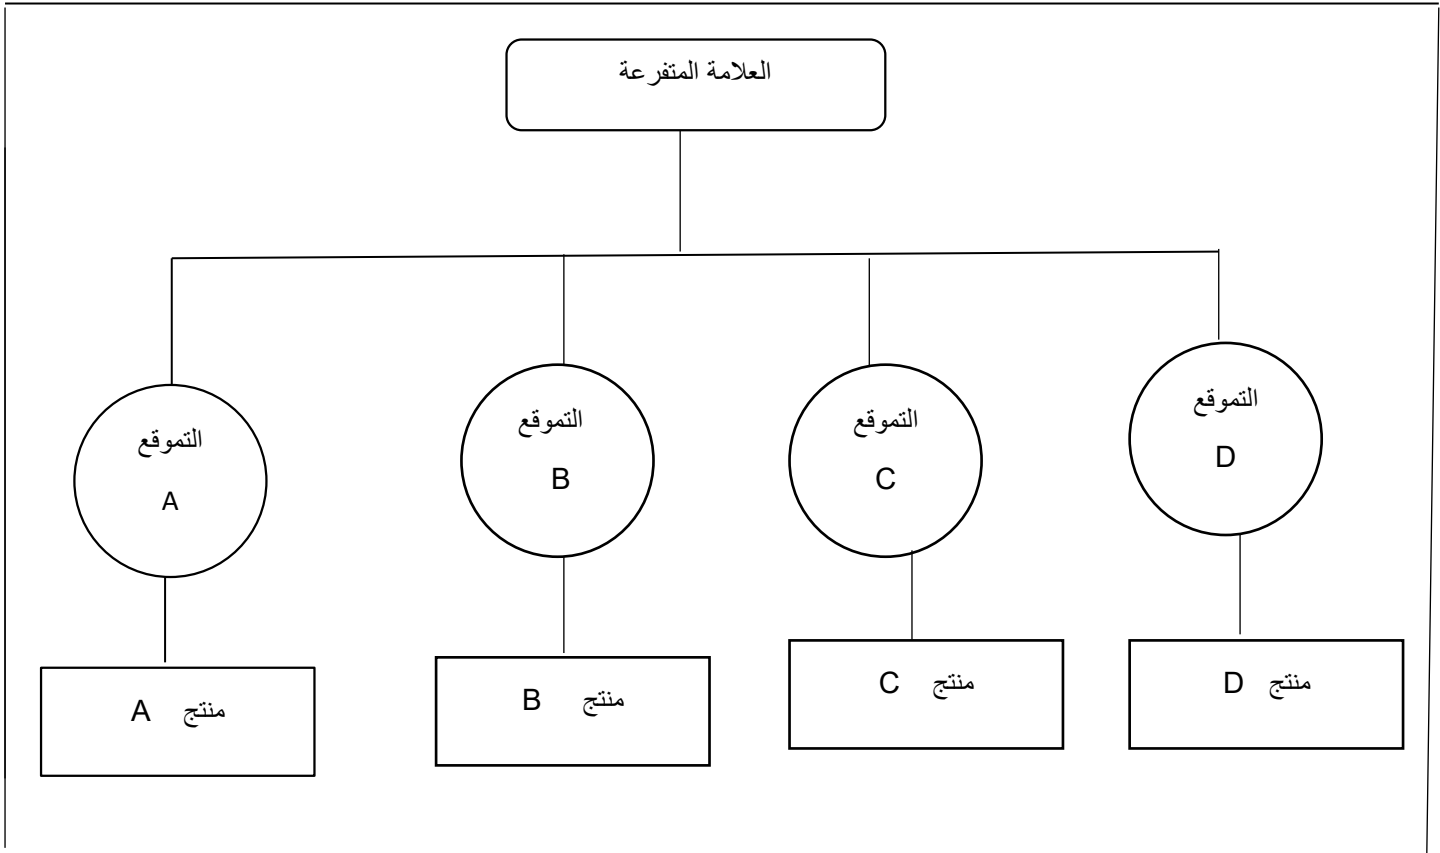 العلامة المتفرعة
التموقع
A
التموقع
B
التموقع
C
التموقع
D
منتج A
منتج B
منتج C
منتج D